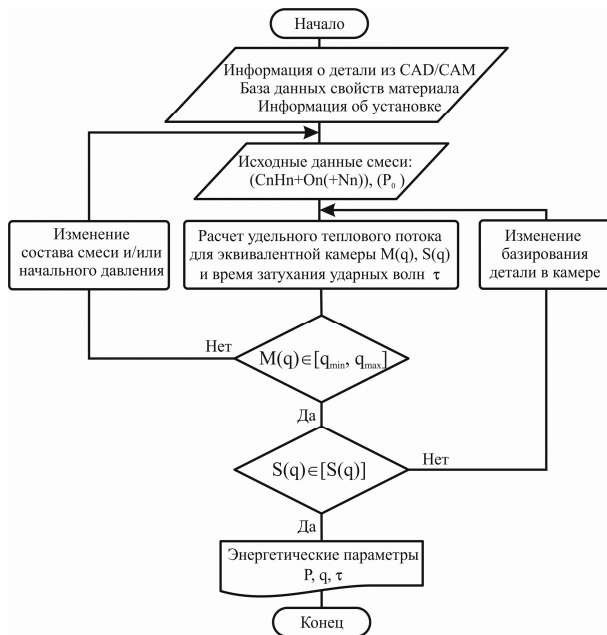 Начало
Информация о детали из CAD/CAM
База данных свойств материала
Информация об установке
Исходные данные смеси:
(CnHn+On(+Nn)), (P₀ )
Изменение
состава смеси и/или
начального давления
Расчет удельного теплового потока
для эквивалентной камеры M(q), S(q)
и время затухания ударных волн τ
Изменение
базирования
детали в камере
Нет
M(q)∈[qmin, qmax]
Да
S(q)∈[S(q)]
Нет
Да
Энергетические параметры
P, q, τ
Конец